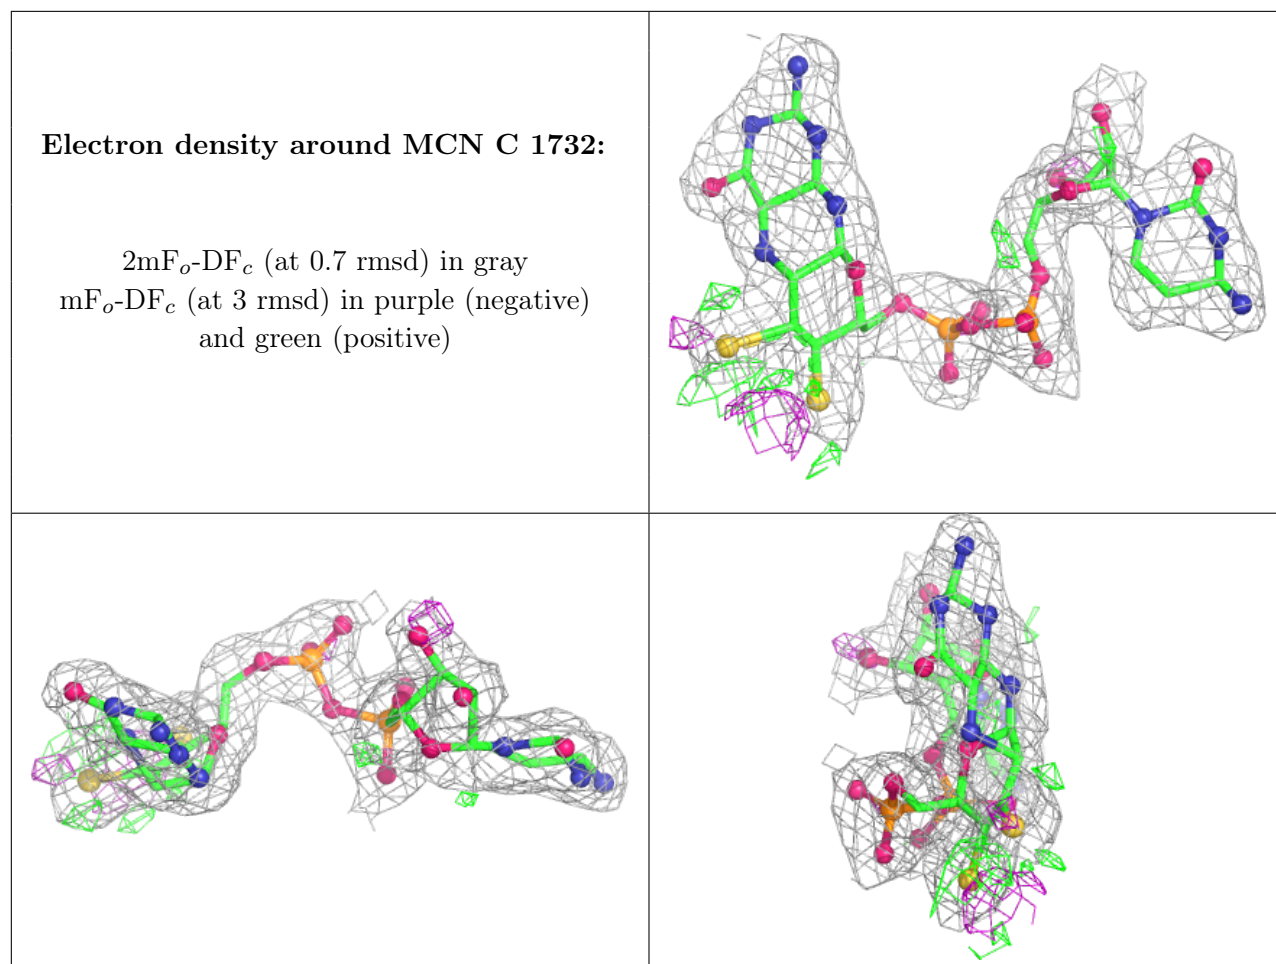 Electron density around MCN C 1732:
2mFo-DFc (at 0.7 rmsd) in gray
mFo-DFc (at 3 rmsd) in purple (negative)
and green (positive)